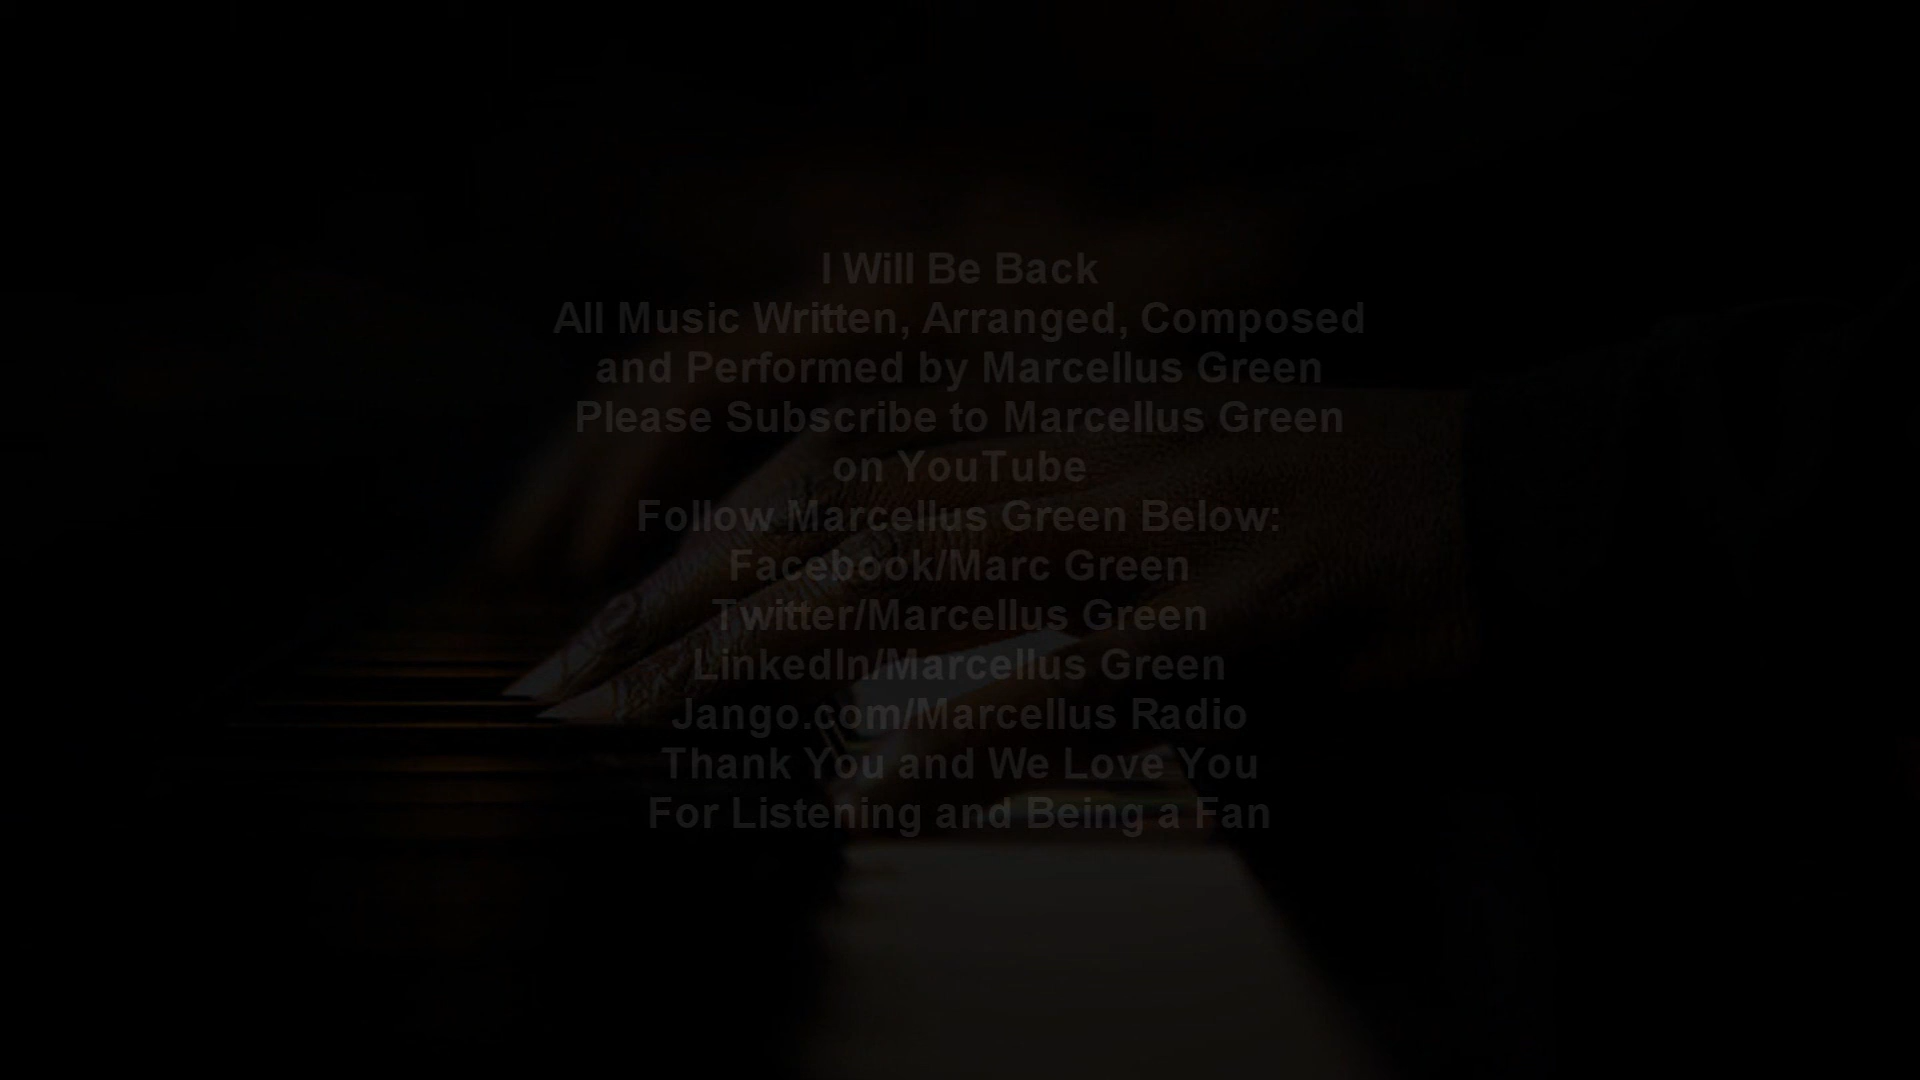 I Will Be Back
All Music Written, Arranged, Composed
and Performed by Marcellus Green
Please Subscribe to Marcellus Green
on YouTube
Follow Marcellus Green Below:
Facebook/Marc Green
Twitter/Marcellus Green
LinkedIn/Marcellus Green
Jango.com/Marcellus Radio
Thank You and We Love You
For Listening and Being a Fan